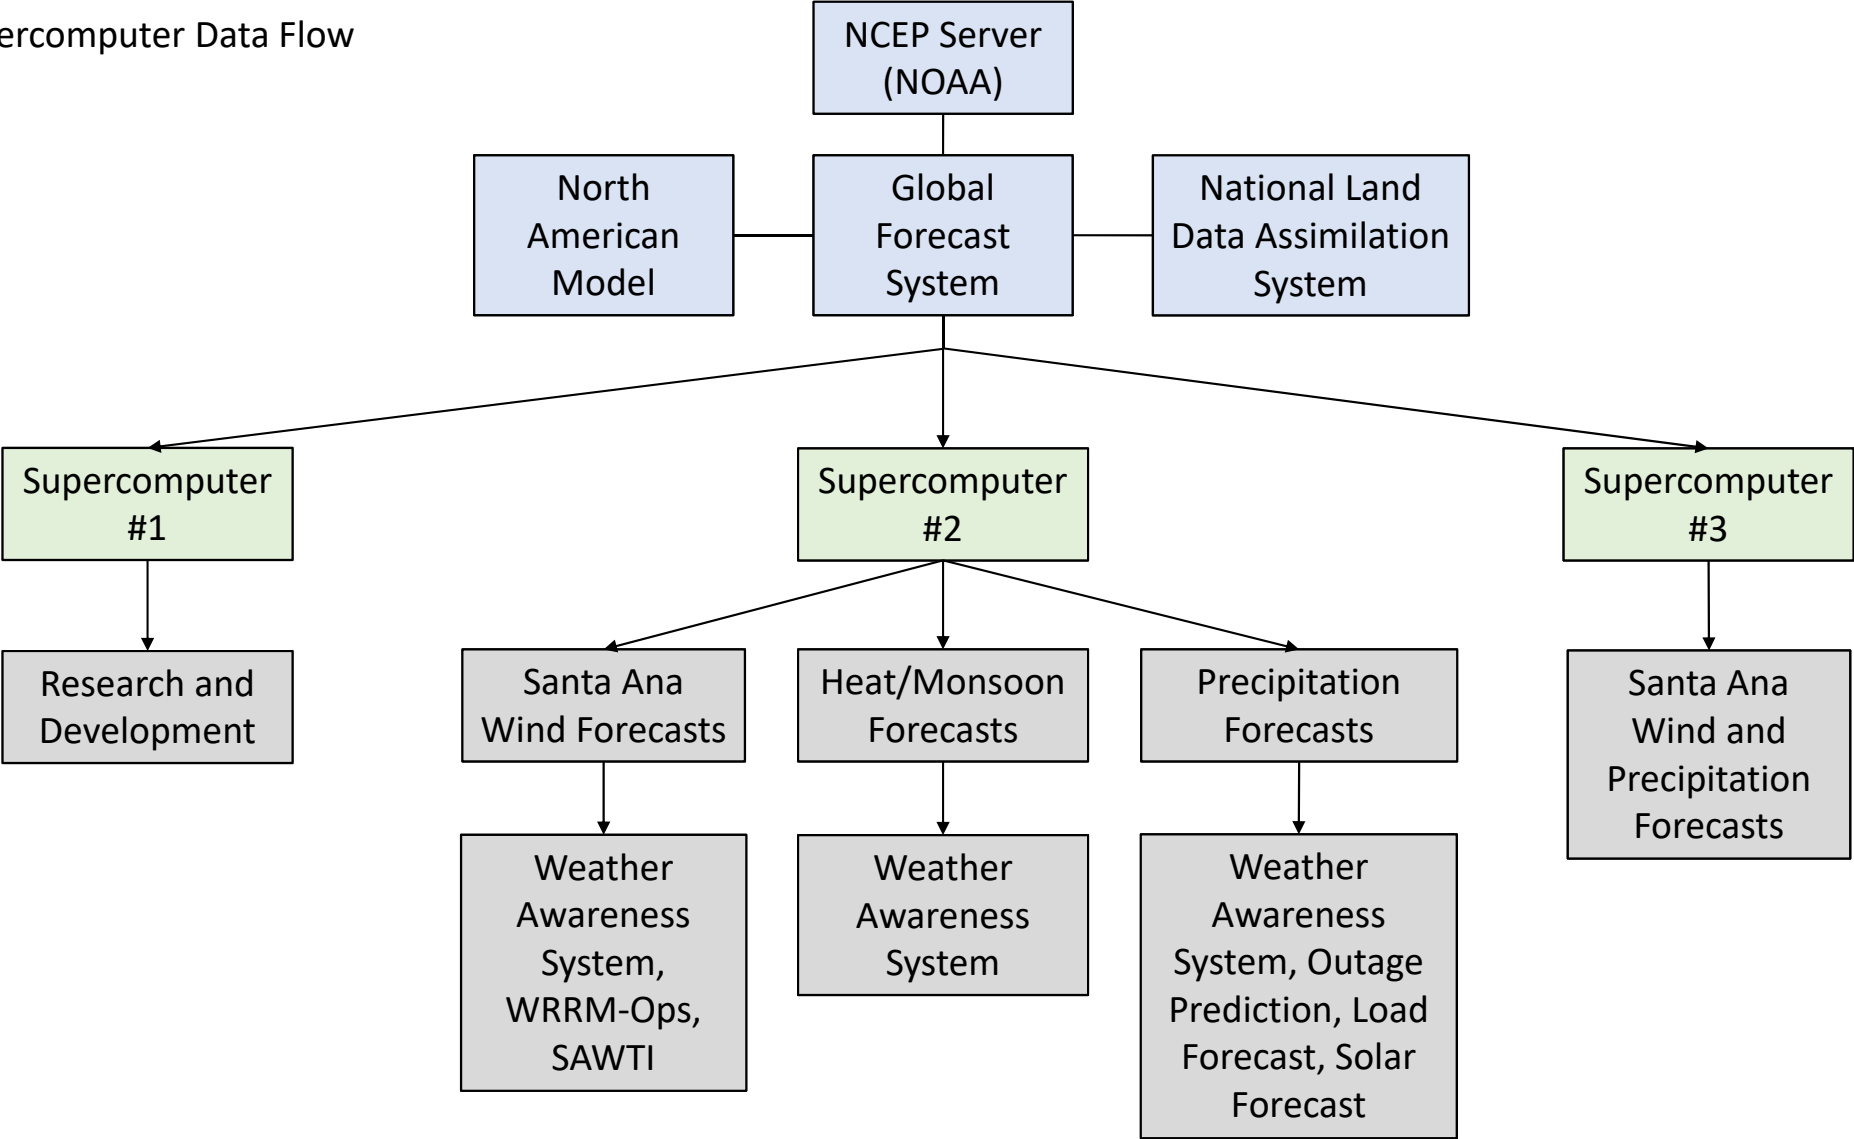 ercomputer Data Flow
NCEP Server
(NOAA)
North
American
Model
Global
Forecast
System
National Land
Data Assimilation
System
Supercomputer
#1
Supercomputer
#2
Supercomputer
#3
Research and
Development
Santa Ana
Wind Forecasts
Heat/Monsoon
Forecasts
Precipitation
Forecasts
Santa Ana
Wind and
Precipitation
Forecasts
Weather
Awareness
System,
WRRM-Ops,
SAWTI
Weather
Awareness
System
Weather
Awareness
System, Outage
Prediction, Load
Forecast, Solar
Forecast